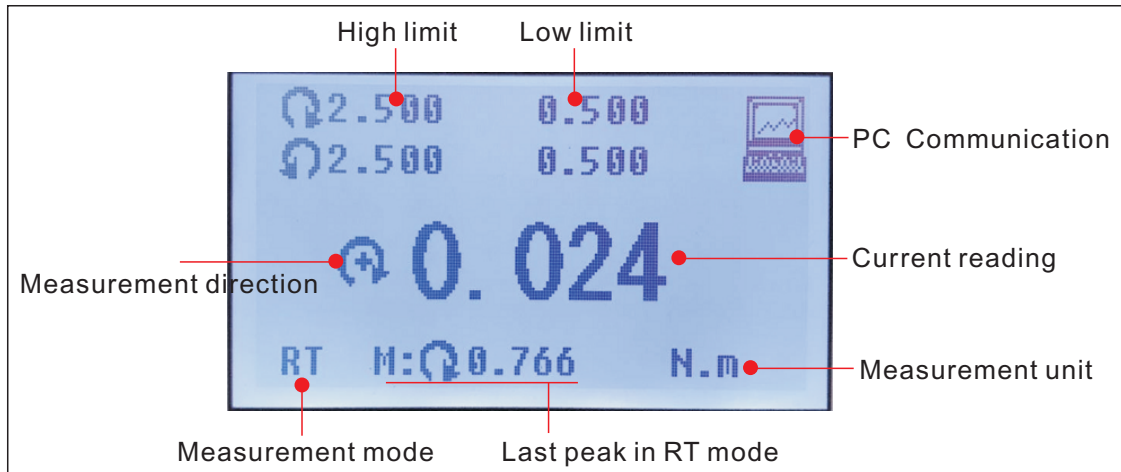 High limit Low limit
2.500 0.500
2.500 0.500
PC Communication
0.024
Current reading
Measurement direction
RT M: 0.766 N.m
Measurement unit
Measurement mode Last peak in RT mode